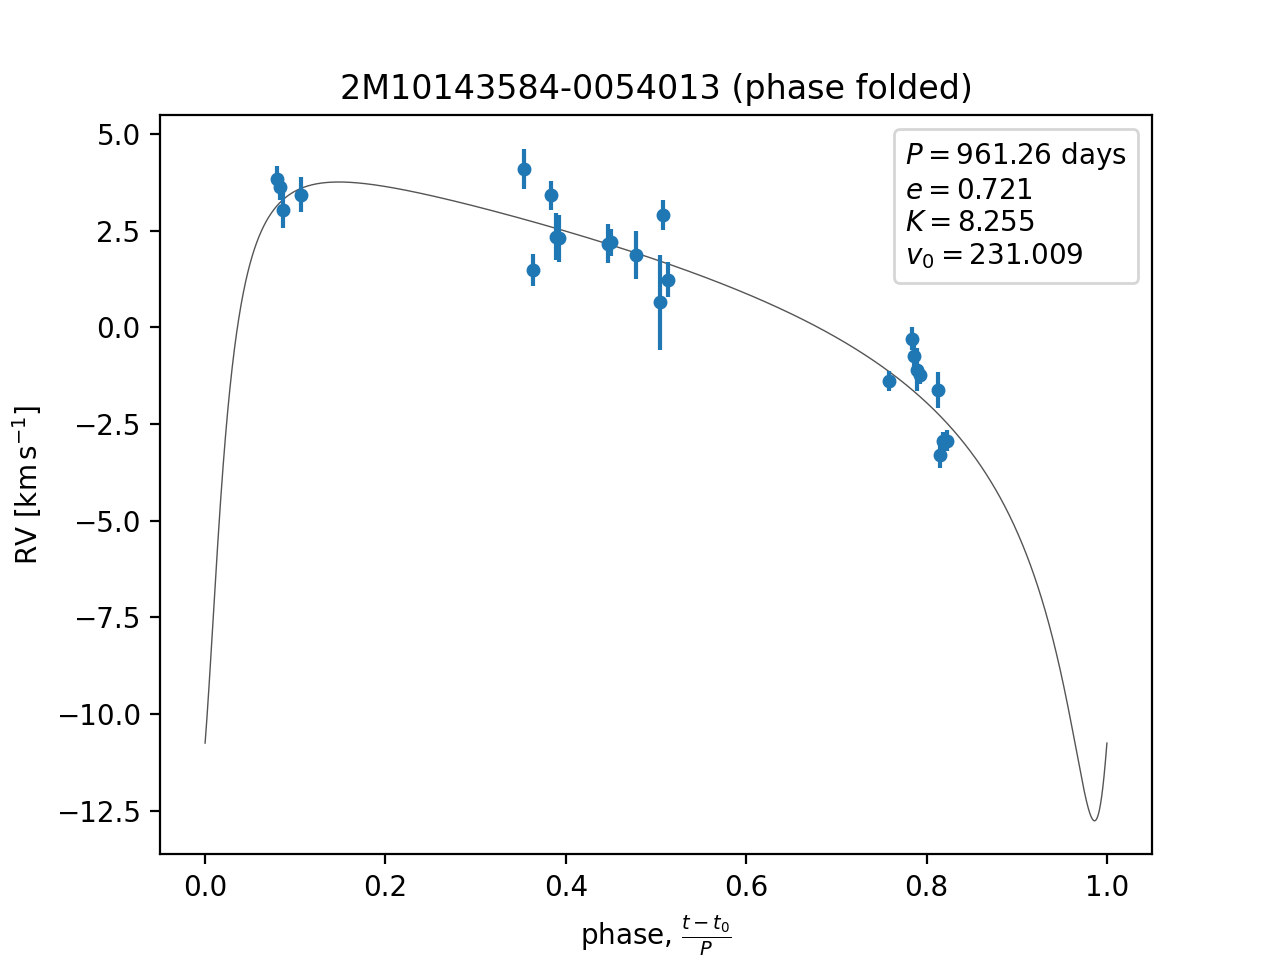 2M10143584-0054013 (phase folded)
P = 961.26 days
e = 0.721
K = 8.255
v₀ = 231.009
5.0
2.5
0.0
−2.5
−5.0
−7.5
−10.0
−12.5
RV [km s⁻¹]
0.0 0.2 0.4 0.6 0.8 1.0
phase, (t − t₀)/P